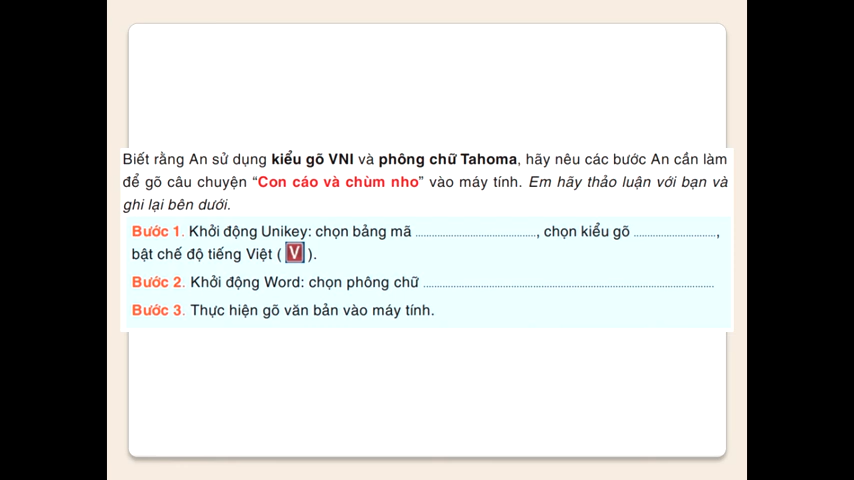 Biết rằng An sử dụng kiểu gõ VNI và phông chữ Tahoma, hãy nêu các bước An cần làm
để gõ câu chuyện “Con cáo và chùm nho” vào máy tính. Em hãy thảo luận với bạn và
ghi lại bên dưới.
Bước 1. Khởi động Unikey: chọn bảng mã ............................., chọn kiểu gõ ....................,
bật chế độ tiếng Việt ( V ).
Bước 2. Khởi động Word: chọn phông chữ ......................................................................
Bước 3. Thực hiện gõ văn bản vào máy tính.